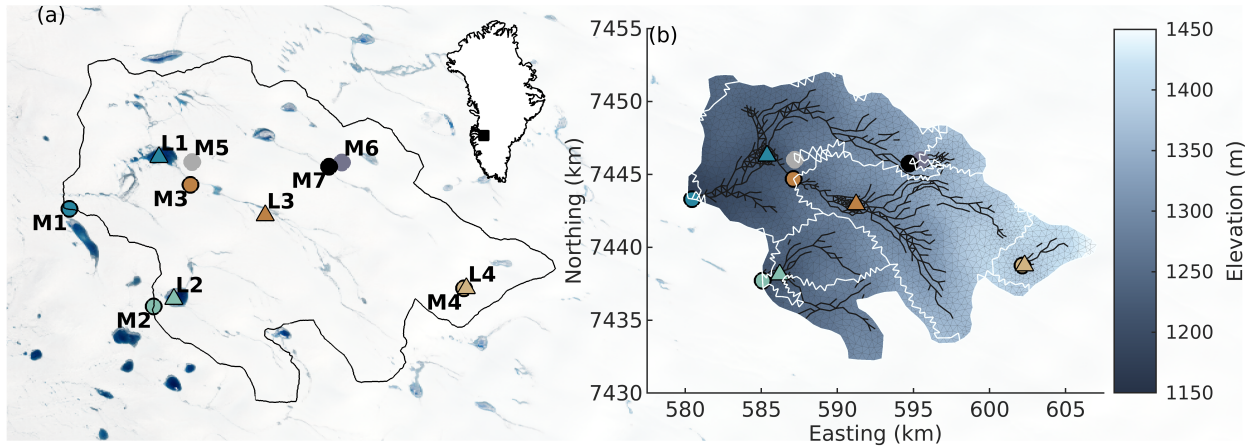 (a)
L1
M5
M6
M7
M3
L3
M1
L2
M2
L4
M4
(b)
7455
7450
7445
7440
7435
7430
Northing (km)
580
585
590
595
600
605
Easting (km)
1450
1400
1350
1300
1250
1200
1150
Elevation (m)